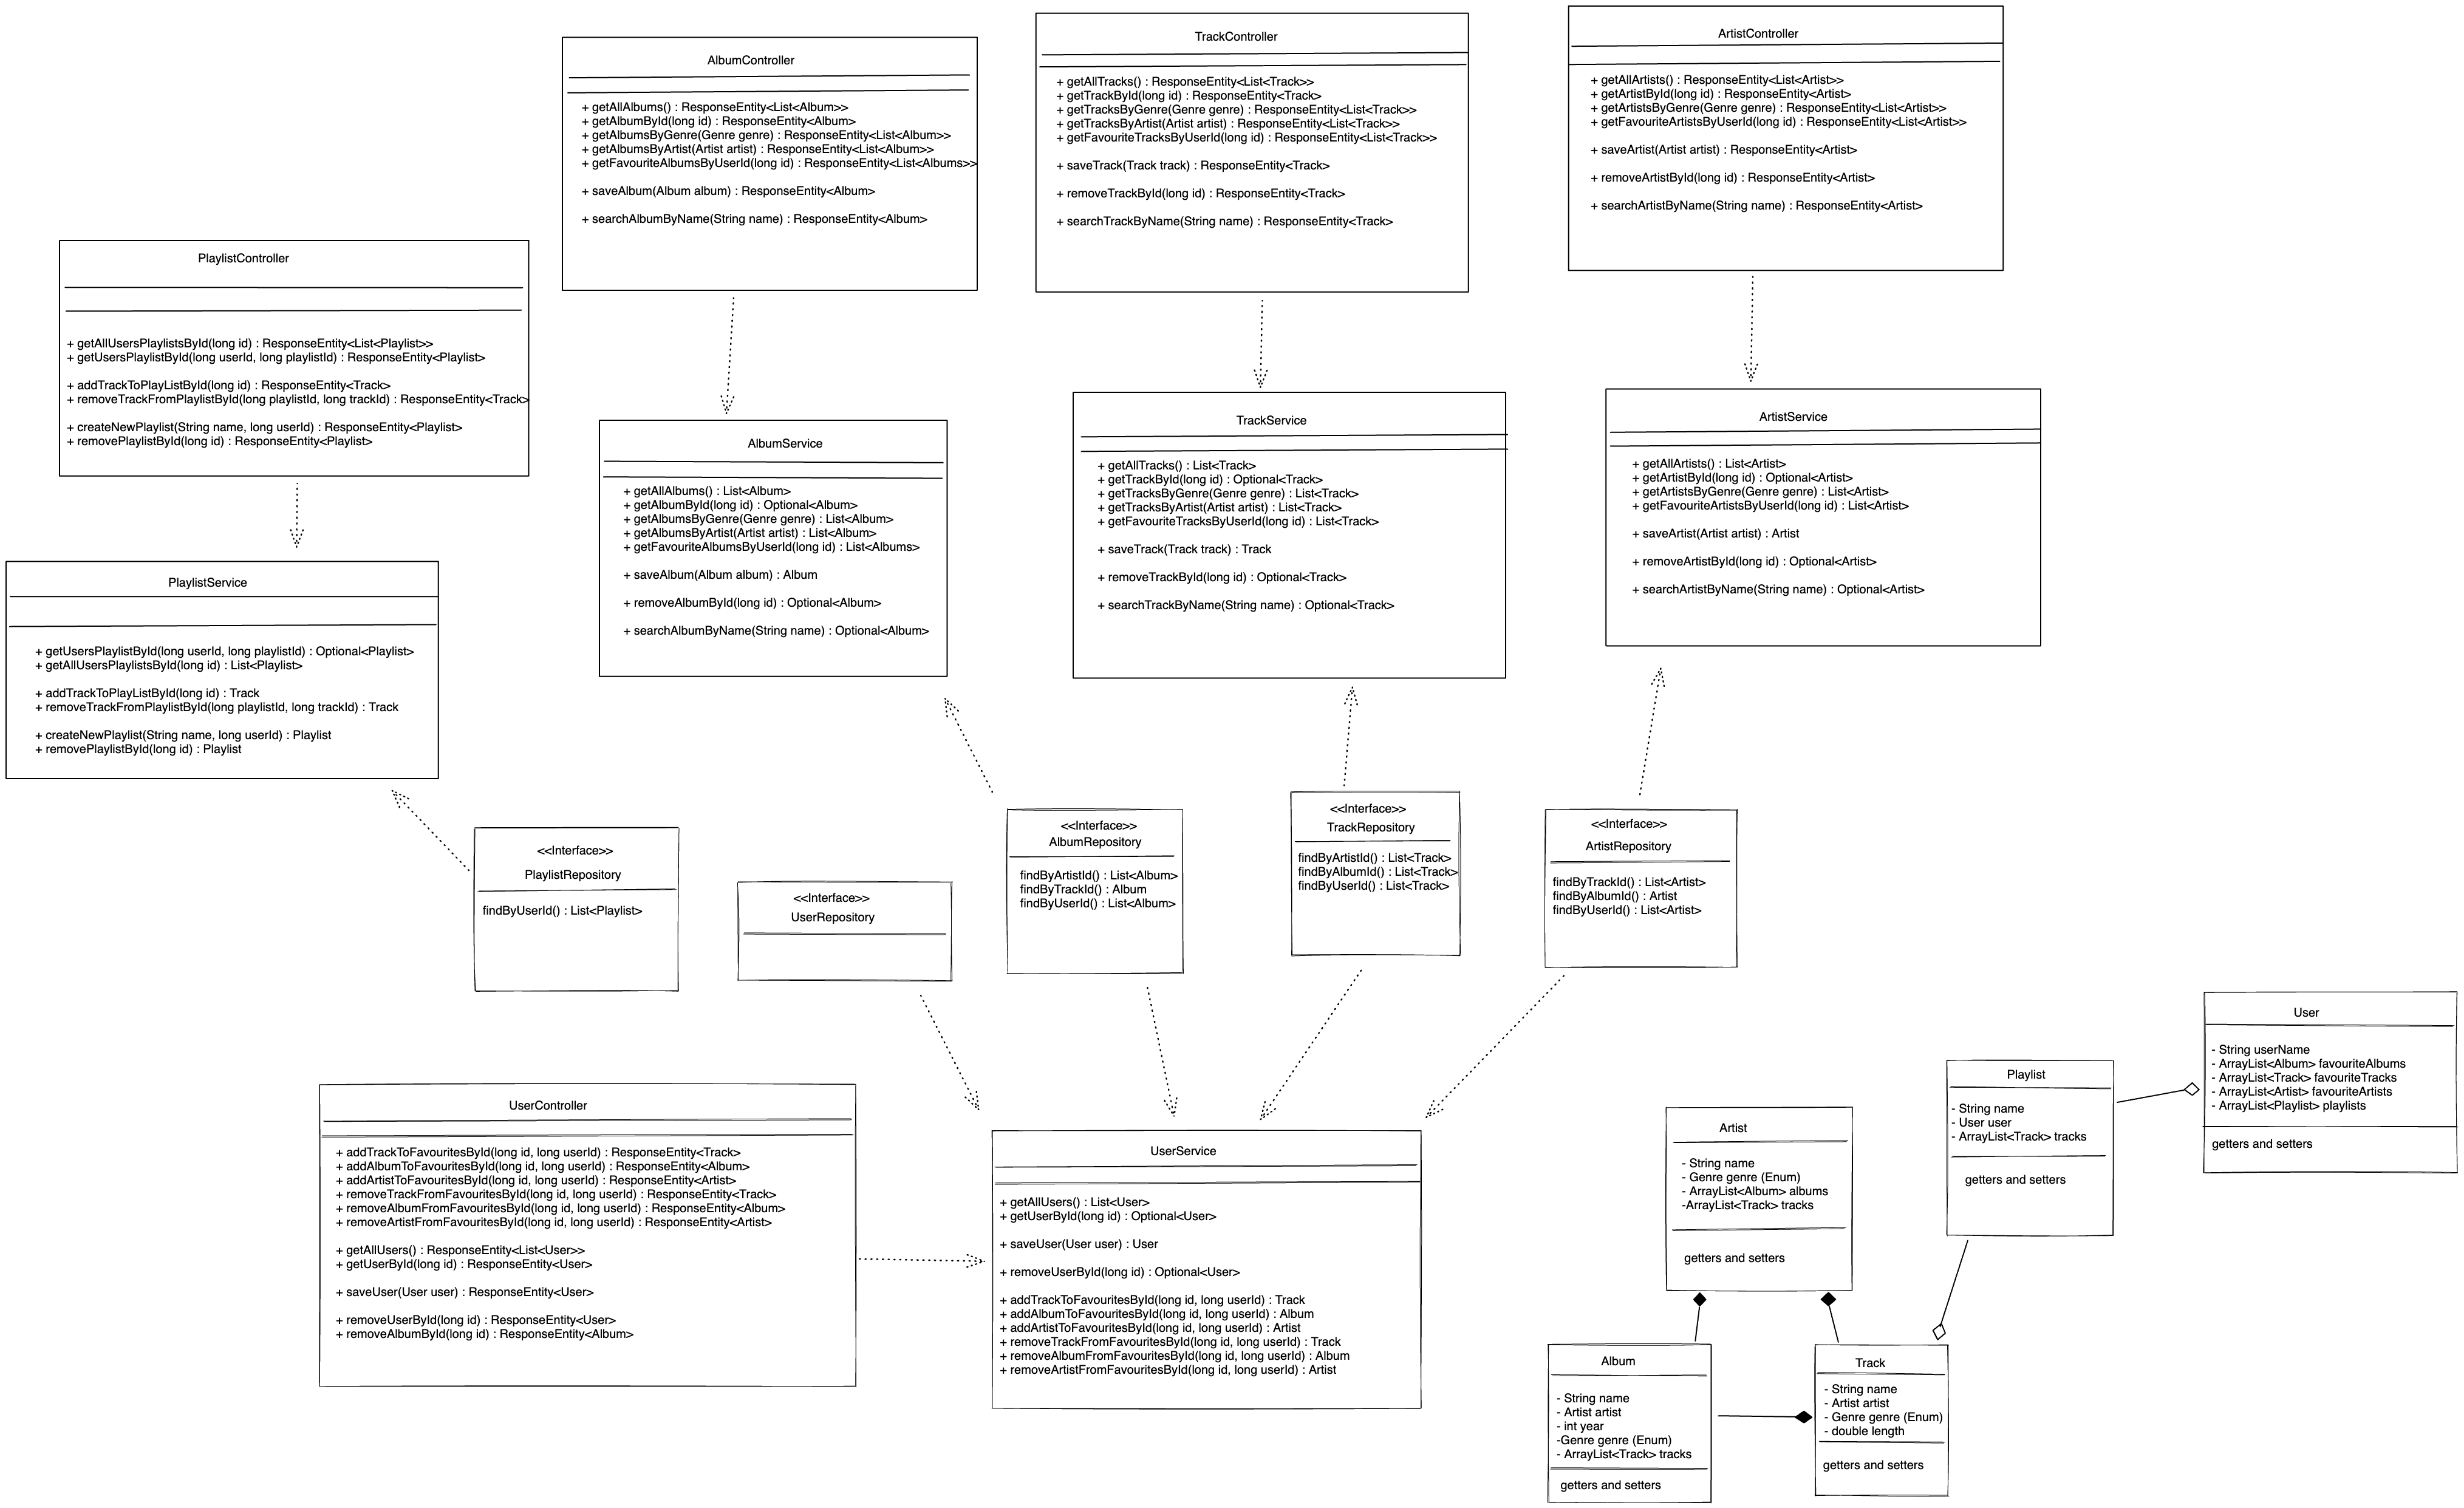 AlbumController
+ getAllAlbums() : ResponseEntity<List<Album>>
+ getAlbumById(long id) : ResponseEntity<Album>
+ getAlbumsByGenre(Genre genre) : ResponseEntity<List<Album>>
+ getAlbumsByArtist(Artist artist) : ResponseEntity<List<Album>>
+ getFavouriteAlbumsByUserId(long id) : ResponseEntity<List<Albums>>
+ saveAlbum(Album album) : ResponseEntity<Album>
+ searchAlbumByName(String name) : ResponseEntity<Album>
TrackController
+ getAllTracks() : ResponseEntity<List<Track>>
+ getTrackById(long id) : ResponseEntity<Track>
+ getTracksByGenre(Genre genre) : ResponseEntity<List<Track>>
+ getTracksByArtist(Artist artist) : ResponseEntity<List<Track>>
+ getFavouriteTracksByUserId(long id) : ResponseEntity<List<Track>>
+ saveTrack(Track track) : ResponseEntity<Track>
+ removeTrackById(long id) : ResponseEntity<Track>
+ searchTrackByName(String name) : ResponseEntity<Track>
ArtistController
+ getAllArtists() : ResponseEntity<List<Artist>>
+ getArtistById(long id) : ResponseEntity<Artist>
+ getArtistsByGenre(Genre genre) : ResponseEntity<List<Artist>>
+ getFavouriteArtistsByUserId(long id) : ResponseEntity<List<Artist>>
+ saveArtist(Artist artist) : ResponseEntity<Artist>
+ removeArtistById(long id) : ResponseEntity<Artist>
+ searchArtistByName(String name) : ResponseEntity<Artist>
PlaylistController
+ getAllUsersPlaylistsById(long id) : ResponseEntity<List<Playlist>>
+ getUsersPlaylistById(long userId, long playlistId) : ResponseEntity<Playlist>
+ addTrackToPlayListById(long id) : ResponseEntity<Track>
+ removeTrackFromPlaylistById(long playlistId, long trackId) : ResponseEntity<Track>
+ createNewPlaylist(String name, long userId) : ResponseEntity<Playlist>
+ removePlaylistById(long id) : ResponseEntity<Playlist>
PlaylistService
+ getUsersPlaylistById(long userId, long playlistId) : Optional<Playlist>
+ getAllUsersPlaylistsById(long id) : List<Playlist>
+ addTrackToPlayListById(long id) : Track
+ removeTrackFromPlaylistById(long playlistId, long trackId) : Track
+ createNewPlaylist(String name, long userId) : Playlist
+ removePlaylistById(long id) : Playlist
AlbumService
+ getAllAlbums() : List<Album>
+ getAlbumById(long id) : Optional<Album>
+ getAlbumsByGenre(Genre genre) : List<Album>
+ getAlbumsByArtist(Artist artist) : List<Album>
+ getFavouriteAlbumsByUserId(long id) : List<Albums>
+ saveAlbum(Album album) : Album
+ removeAlbumById(long id) : Optional<Album>
+ searchAlbumByName(String name) : Optional<Album>
TrackService
+ getAllTracks() : List<Track>
+ getTrackById(long id) : Optional<Track>
+ getTracksByGenre(Genre genre) : List<Track>
+ getTracksByArtist(Artist artist) : List<Track>
+ getFavouriteTracksByUserId(long id) : List<Track>
+ saveTrack(Track track) : Track
+ removeTrackById(long id) : Optional<Track>
+ searchTrackByName(String name) : Optional<Track>
ArtistService
+ getAllArtists() : List<Artist>
+ getArtistById(long id) : Optional<Artist>
+ getArtistsByGenre(Genre genre) : List<Artist>
+ getFavouriteArtistsByUserId(long id) : List<Artist>
+ saveArtist(Artist artist) : Artist
+ removeArtistById(long id) : Optional<Artist>
+ searchArtistByName(String name) : Optional<Artist>
<<Interface>>
PlaylistRepository
findByUserId() : List<Playlist>
<<Interface>>
UserRepository
<<Interface>>
AlbumRepository
findByArtistId() : List<Album>
findByTrackId() : Album
findByUserId() : List<Album>
<<Interface>>
TrackRepository
findByArtistId() : List<Track>
findByAlbumId() : List<Track>
findByUserId() : List<Track>
<<Interface>>
ArtistRepository
findByTrackId() : List<Artist>
findByAlbumId() : Artist
findByUserId() : List<Artist>
UserController
+ addTrackToFavouritesById(long id, long userId) : ResponseEntity<Track>
+ addAlbumToFavouritesById(long id, long userId) : ResponseEntity<Album>
+ addArtistToFavouritesById(long id, long userId) : ResponseEntity<Artist>
+ removeTrackFromFavouritesById(long id, long userId) : ResponseEntity<Track>
+ removeAlbumFromFavouritesById(long id, long userId) : ResponseEntity<Album>
+ removeArtistFromFavouritesById(long id, long userId) : ResponseEntity<Artist>
+ getAllUsers() : ResponseEntity<List<User>>
+ getUserById(long id) : ResponseEntity<User>
+ saveUser(User user) : ResponseEntity<User>
+ removeUserById(long id) : ResponseEntity<User>
+ removeAlbumById(long id) : ResponseEntity<Album>
UserService
+ getAllUsers() : List<User>
+ getUserById(long id) : Optional<User>
+ saveUser(User user) : User
+ removeUserById(long id) : Optional<User>
+ addTrackToFavouritesById(long id, long userId) : Track
+ addAlbumToFavouritesById(long id, long userId) : Album
+ addArtistToFavouritesById(long id, long userId) : Artist
+ removeTrackFromFavouritesById(long id, long userId) : Track
+ removeAlbumFromFavouritesById(long id, long userId) : Album
+ removeArtistFromFavouritesById(long id, long userId) : Artist
User
- String userName
- ArrayList<Album> favouriteAlbums
- ArrayList<Track> favouriteTracks
- ArrayList<Artist> favouriteArtists
- ArrayList<Playlist> playlists
getters and setters
Playlist
- String name
- User user
- ArrayList<Track> tracks
getters and setters
Artist
- String name
- Genre genre (Enum)
- ArrayList<Album> albums
-ArrayList<Track> tracks
getters and setters
Album
- String name
- Artist artist
- int year
-Genre genre (Enum)
- ArrayList<Track> tracks
getters and setters
Track
- String name
- Artist artist
- Genre genre (Enum)
- double length
getters and setters